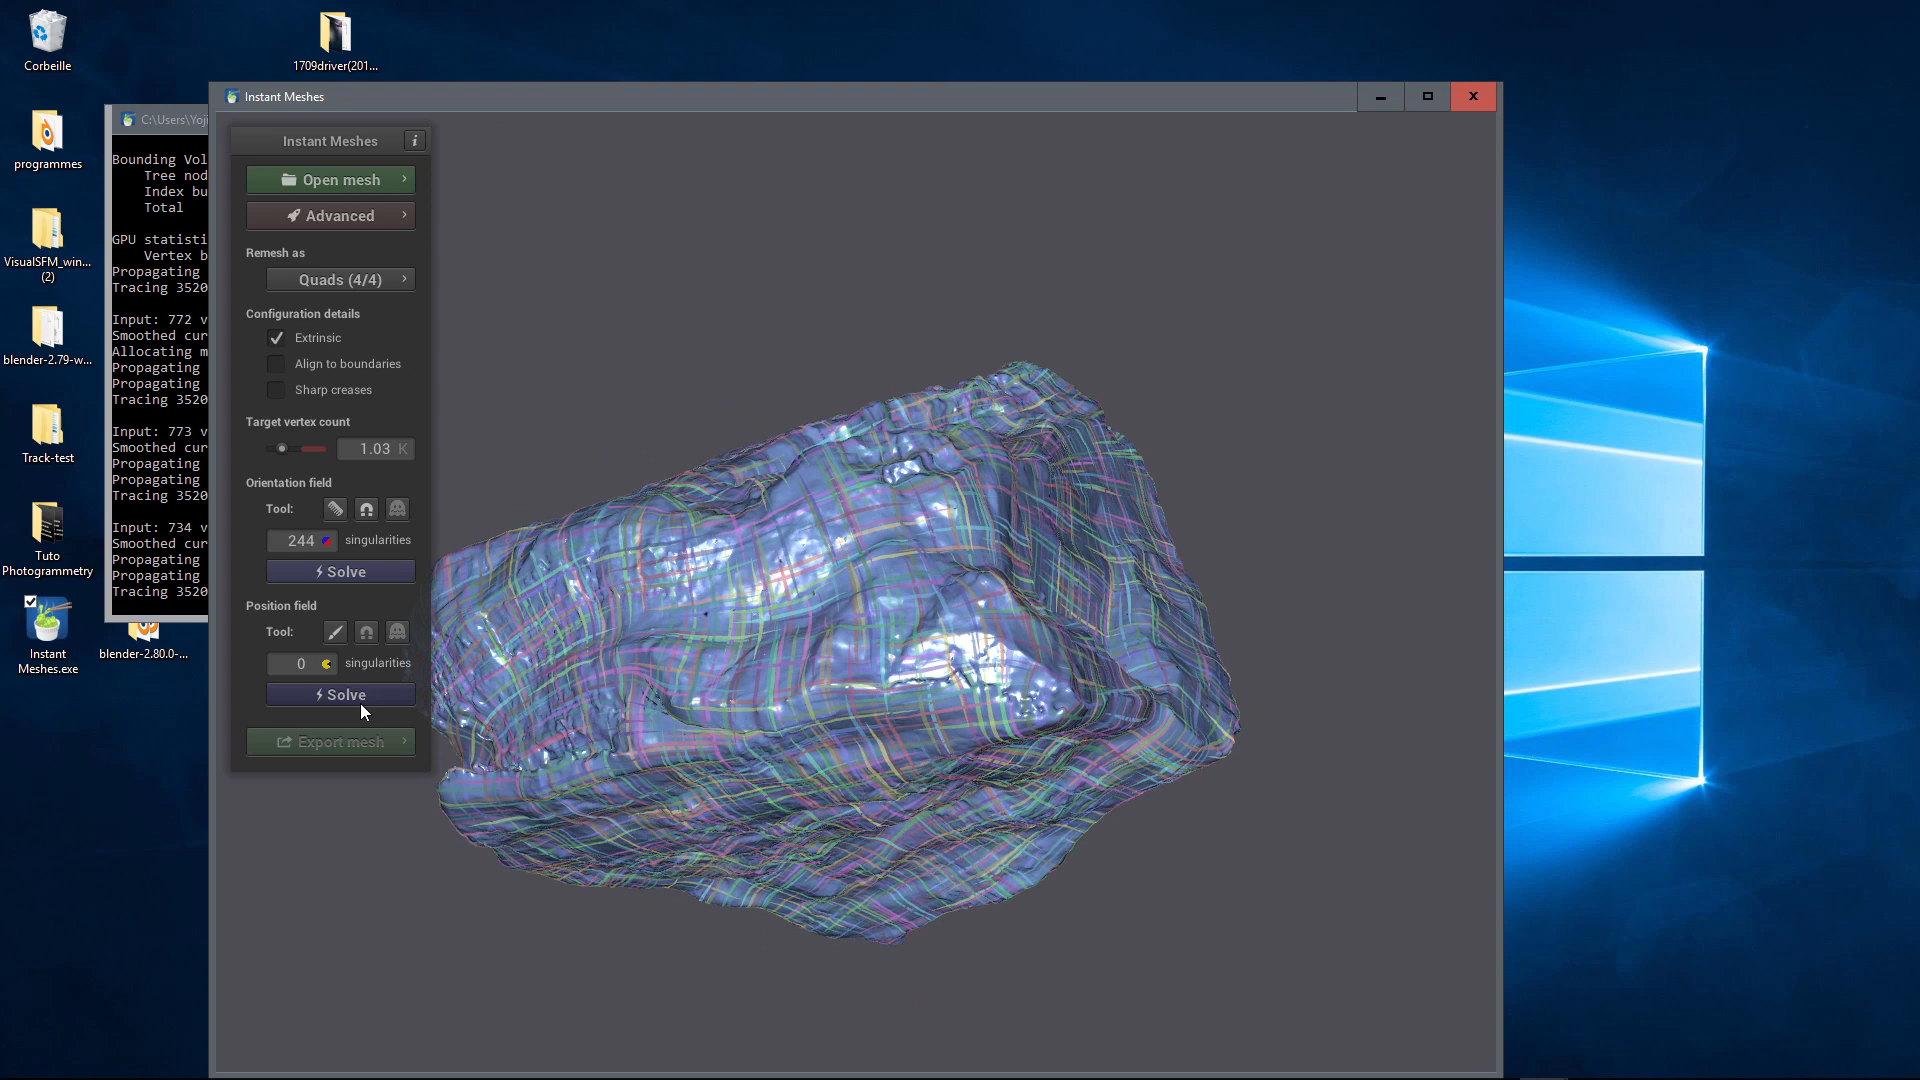 Corbeille
1709driver(201...
programmes
VisualSFM_win...
(2)
blender-2.79-w...
Track-test
Tuto
Photogrammetry
Instant
Meshes.exe
blender-2.80.0-...
C:\Users\Yoji
Bounding Vol
Tree nod
Index bu
Total
GPU statisti
Vertex b
Propagating
Tracing 3520
Input: 772 v
Smoothed cur
Allocating m
Propagating
Propagating
Tracing 3520
Input: 773 v
Smoothed cur
Propagating
Propagating
Tracing 3520
Input: 734 v
Smoothed cur
Propagating
Propagating
Tracing 3520
Instant Meshes
Instant Meshes
i
Open mesh
Advanced
Remesh as
Quads (4/4)
Configuration details
Extrinsic
Align to boundaries
Sharp creases
Target vertex count
1.03 K
Orientation field
Tool:
244 singularities
Solve
Position field
Tool:
0 singularities
Solve
Export mesh